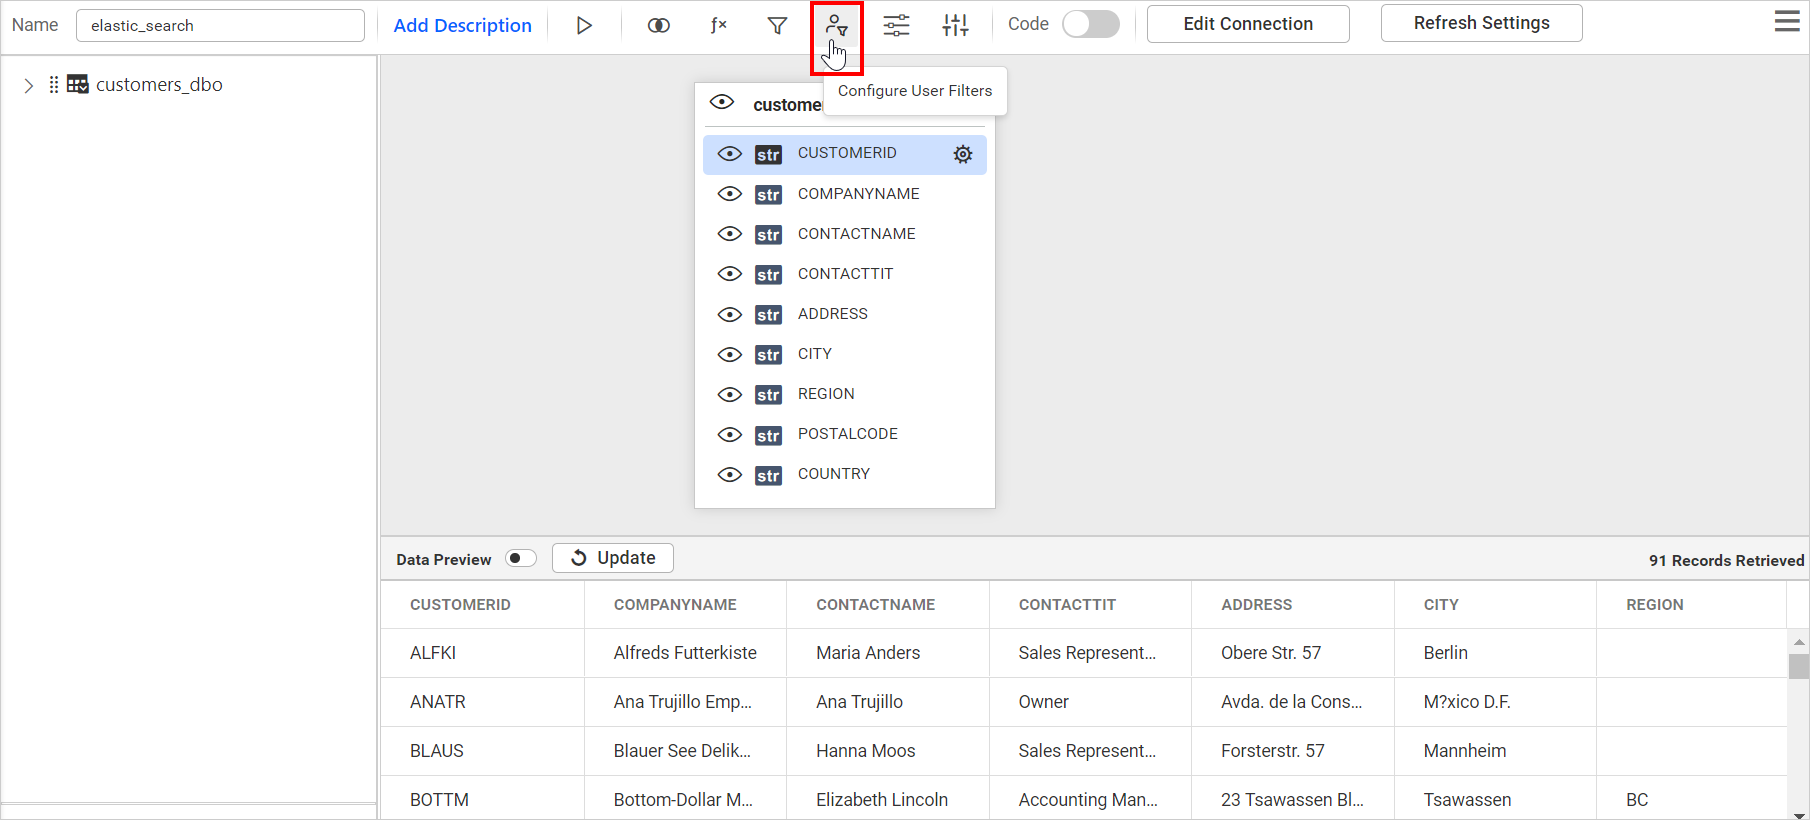 Name elastic_search Add Description ƒx Code Edit Connection Refresh Settings
customers_dbo
Configure User Filters
custome
str CUSTOMERID
str COMPANYNAME
str CONTACTNAME
str CONTACTTIT
str ADDRESS
str CITY
str REGION
str POSTALCODE
str COUNTRY
Data Preview Update 91 Records Retrieved
CUSTOMERID COMPANYNAME CONTACTNAME CONTACTTIT ADDRESS CITY REGION
ALFKI Alfreds Futterkiste Maria Anders Sales Represent... Obere Str. 57 Berlin
ANATR Ana Trujillo Emp... Ana Trujillo Owner Avda. de la Cons... M?xico D.F.
BLAUS Blauer See Delik... Hanna Moos Sales Represent... Forsterstr. 57 Mannheim
BOTTM Bottom-Dollar M... Elizabeth Lincoln Accounting Man... 23 Tsawassen Bl... Tsawassen BC